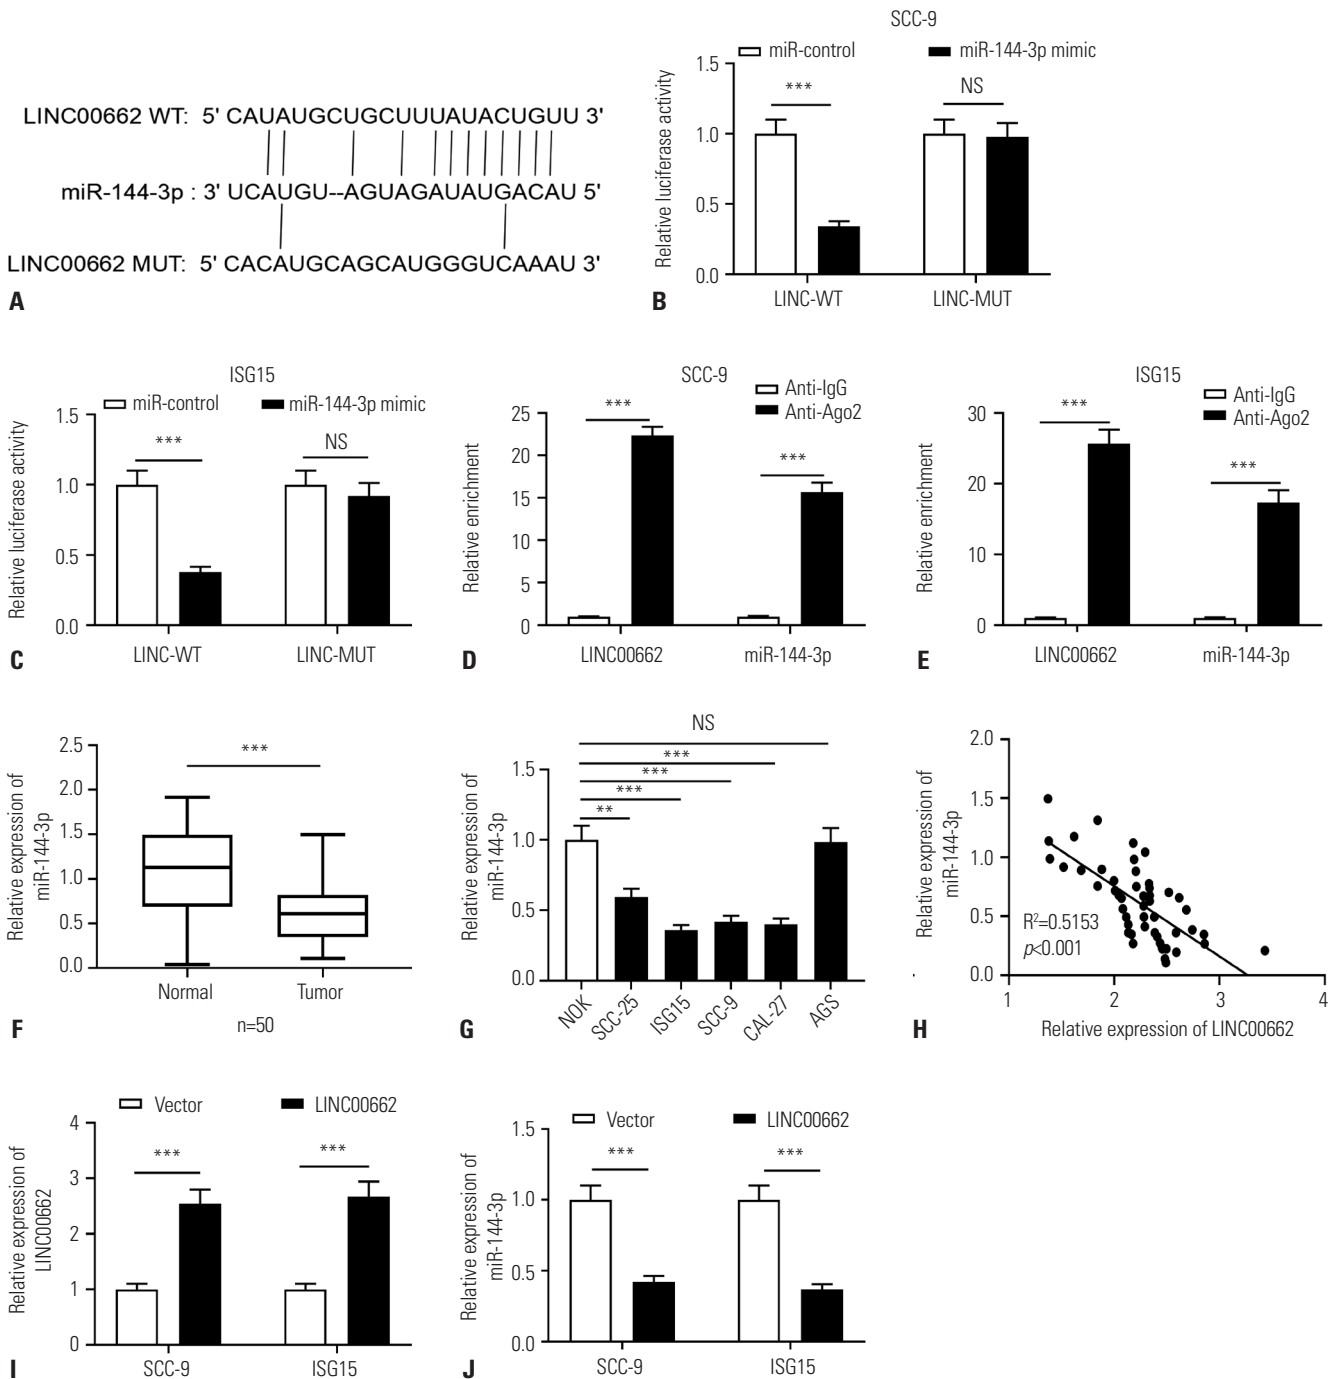 LINC00662 WT: 5' CAUAUGCUGCUUUAUACUGUU 3'
miR-144-3p : 3' UCAUGU--AGUAGAUAUGACAU 5'
LINC00662 MUT: 5' CACAUGCAGCAUGGGUCAAAU 3'
A
SCC-9
miR-control
miR-144-3p mimic
Relative luciferase activity
1.5
1.0
0.5
0.0
***
NS
LINC-WT
LINC-MUT
B
ISG15
miR-control
miR-144-3p mimic
Relative luciferase activity
1.5
1.0
0.5
0.0
***
NS
LINC-WT
LINC-MUT
C
SCC-9
Anti-IgG
Anti-Ago2
Relative enrichment
25
20
15
10
5
0
***
***
LINC00662
miR-144-3p
D
ISG15
Anti-IgG
Anti-Ago2
Relative enrichment
30
20
10
0
***
***
LINC00662
miR-144-3p
E
Relative expression of
miR-144-3p
2.5
2.0
1.5
1.0
0.5
0.0
***
Normal
Tumor
n=50
F
Relative expression of
miR-144-3p
1.5
1.0
0.5
0.0
NS
***
***
***
**
NOK
SCC-25
ISG15
SCC-9
CAL-27
AGS
G
Relative expression of
miR-144-3p
2.0
1.5
1.0
0.5
0.0
R²=0.5153
p<0.001
1
2
3
4
Relative expression of LINC00662
H
Vector
LINC00662
Relative expression of
LINC00662
4
3
2
1
0
***
***
SCC-9
ISG15
I
Vector
LINC00662
Relative expression of
miR-144-3p
1.5
1.0
0.5
0.0
***
***
SCC-9
ISG15
J